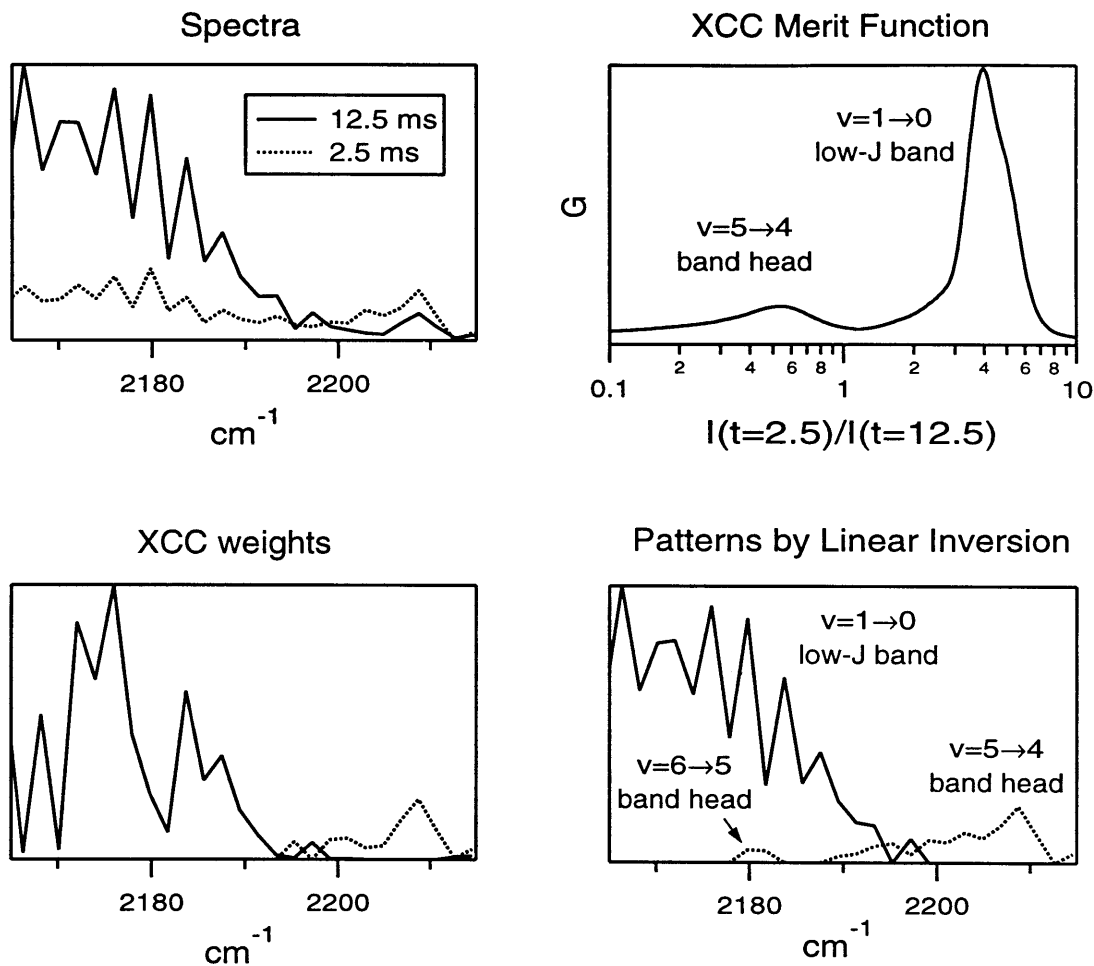 Spectra
12.5 ms
2.5 ms
2180
2200
cm⁻¹
XCC Merit Function
G
v=1→0
low-J band
v=5→4
band head
2 4 6 8 2 4 6 8
0.1 1 10
I(t=2.5)/I(t=12.5)
XCC weights
2180
2200
cm⁻¹
Patterns by Linear Inversion
v=1→0
low-J band
v=6→5
band head
v=5→4
band head
2180
2200
cm⁻¹